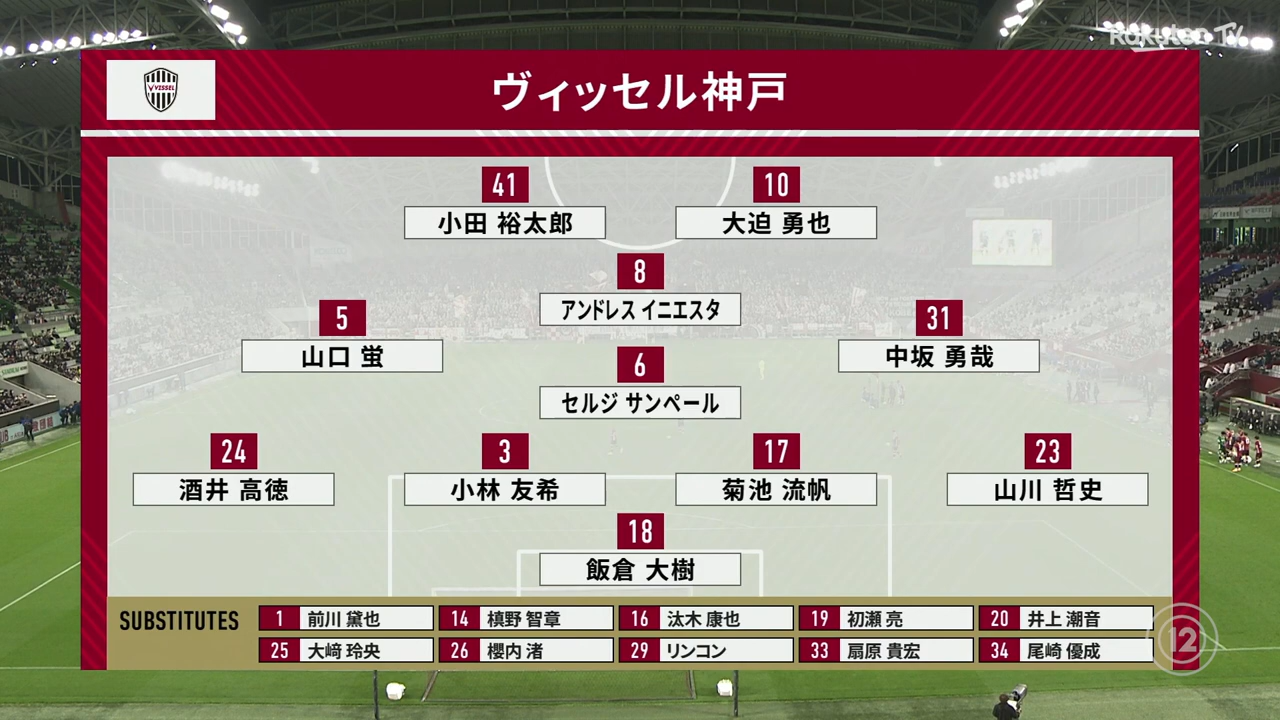 Rakuten TV
ヴィッセル神戸
VISSEL
41
小田 裕太郎
10
大迫 勇也
8
アンドレス イニエスタ
5
山口 蛍
31
中坂 勇哉
6
セルジ サンペール
24
酒井 高徳
3
小林 友希
17
菊池 流帆
23
山川 哲史
18
飯倉 大樹
SUBSTITUTES
1 前川 黛也 14 槙野 智章 16 汰木 康也 19 初瀬 亮 20 井上 潮音
25 大﨑 玲央 26 櫻内 渚 29 リンコン 33 扇原 貴宏 34 尾崎 優成
12